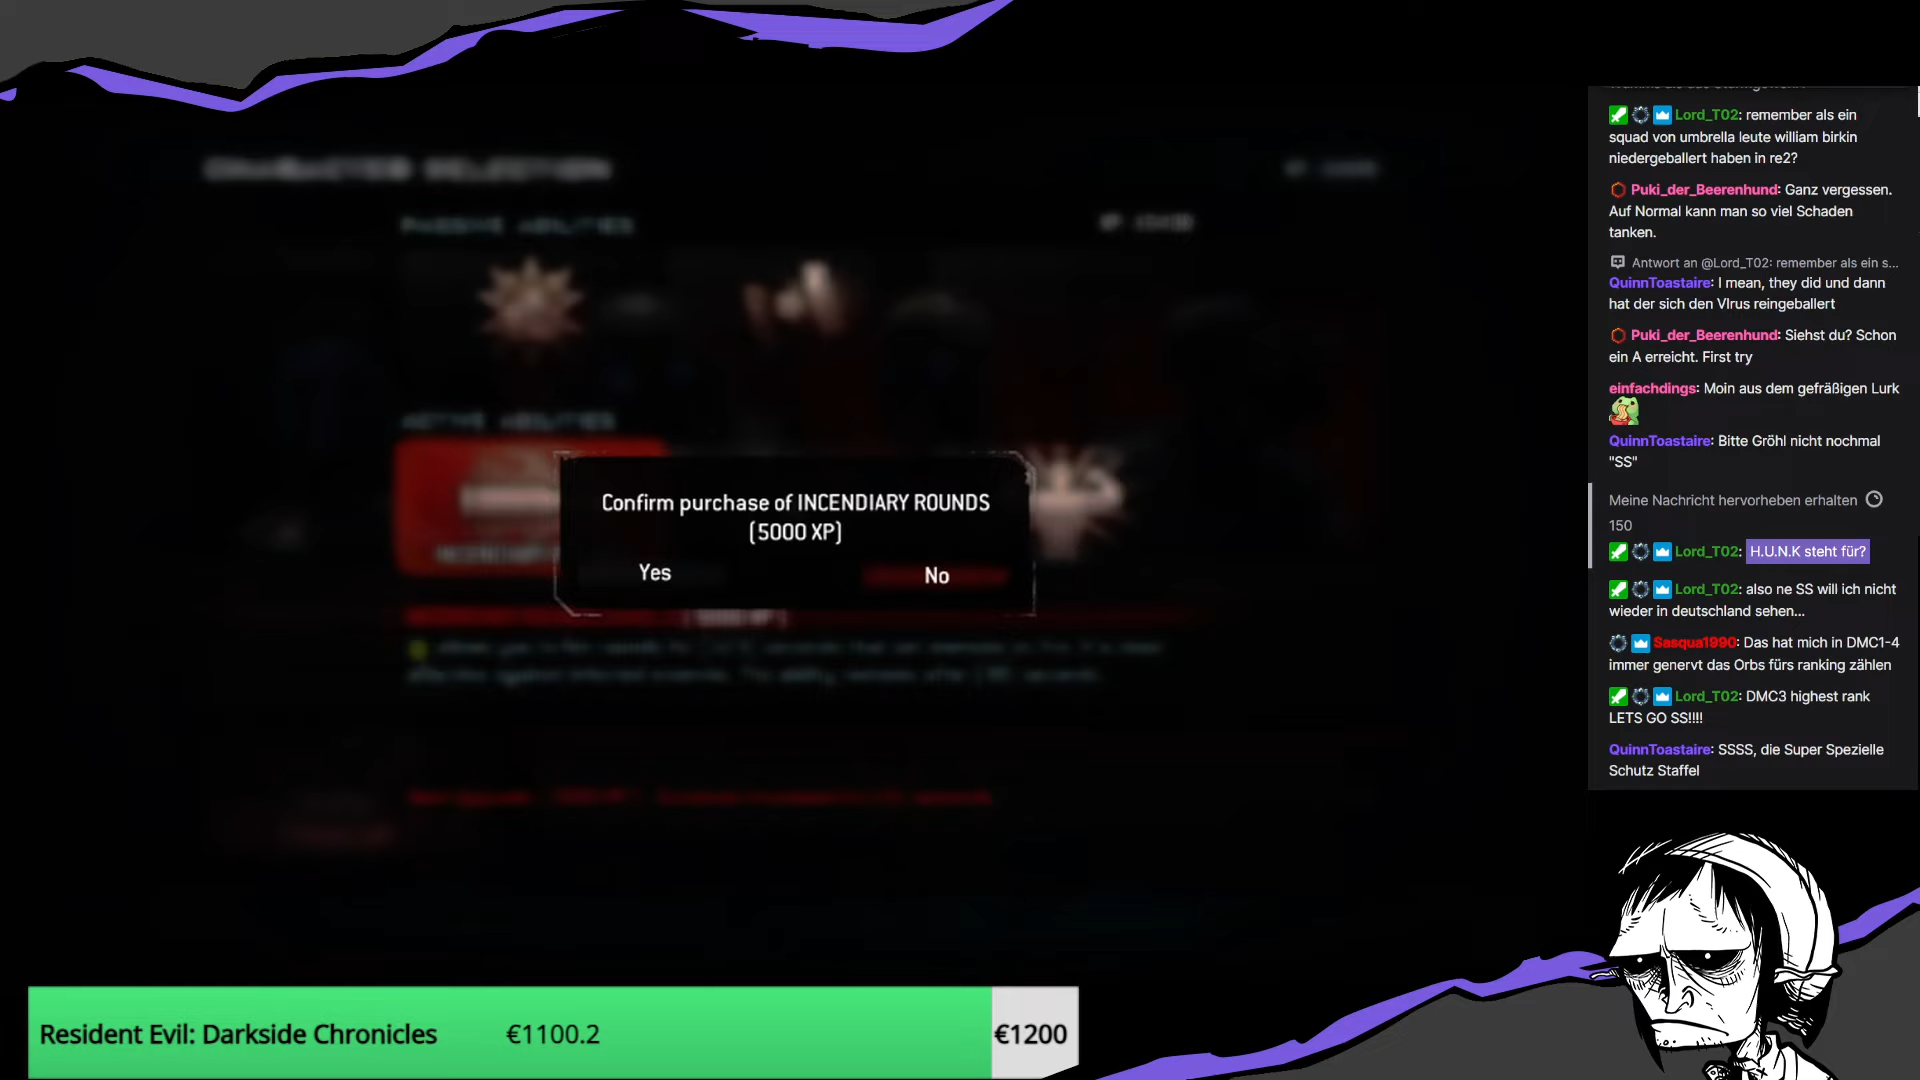 CHARACTER SELECTION
PASSIVE ABILITIES
ACTIVE ABILITIES
Confirm purchase of INCENDIARY ROUNDS
(5000 XP)
Yes
No
Lord_T02: remember als ein
squad von umbrella leute william birkin
niedergeballert haben in re2?
Puki_der_Beerenhund: Ganz vergessen.
Auf Normal kann man so viel Schaden
tanken.
Antwort an @Lord_T02: remember als ein s...
QuinnToastaire: I mean, they did und dann
hat der sich den VIrus reingeballert
Puki_der_Beerenhund: Siehst du? Schon
ein A erreicht. First try
einfachdings: Moin aus dem gefräßigen Lurk
QuinnToastaire: Bitte Gröhl nicht nochmal
"SS"
Meine Nachricht hervorheben erhalten
150
Lord_T02: H.U.N.K steht für?
Lord_T02: also ne SS will ich nicht
wieder in deutschland sehen...
Sasqua1990: Das hat mich in DMC1-4
immer genervt das Orbs fürs ranking zählen
Lord_T02: DMC3 highest rank
LETS GO SS!!!!
QuinnToastaire: SSSS, die Super Spezielle
Schutz Staffel
Resident Evil: Darkside Chronicles €1100.2 €1200